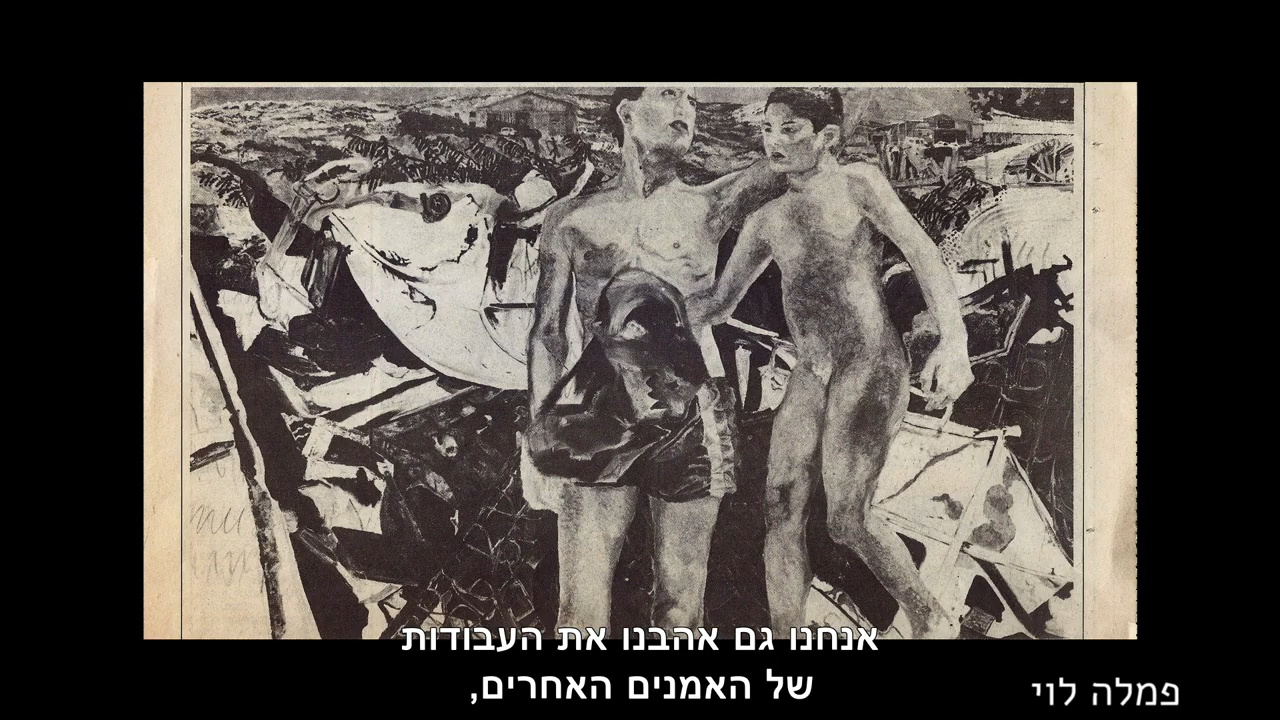 אנחנו גם אהבנו את העבודות
של האמנים האחרים,
פמלה לוי